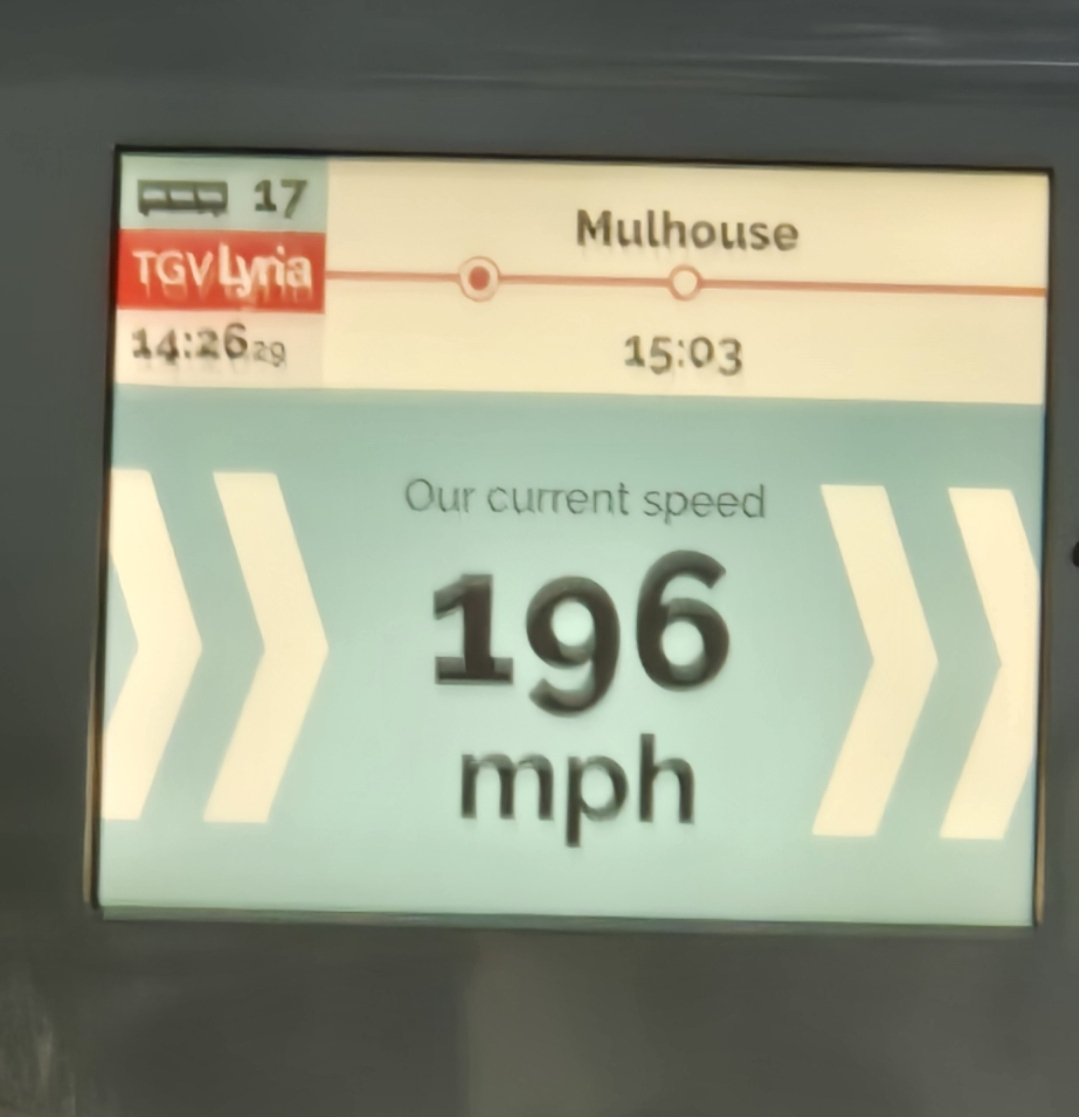 17
TGV Lyria
14:26 29
Mulhouse
15:03
Our current speed
196
mph